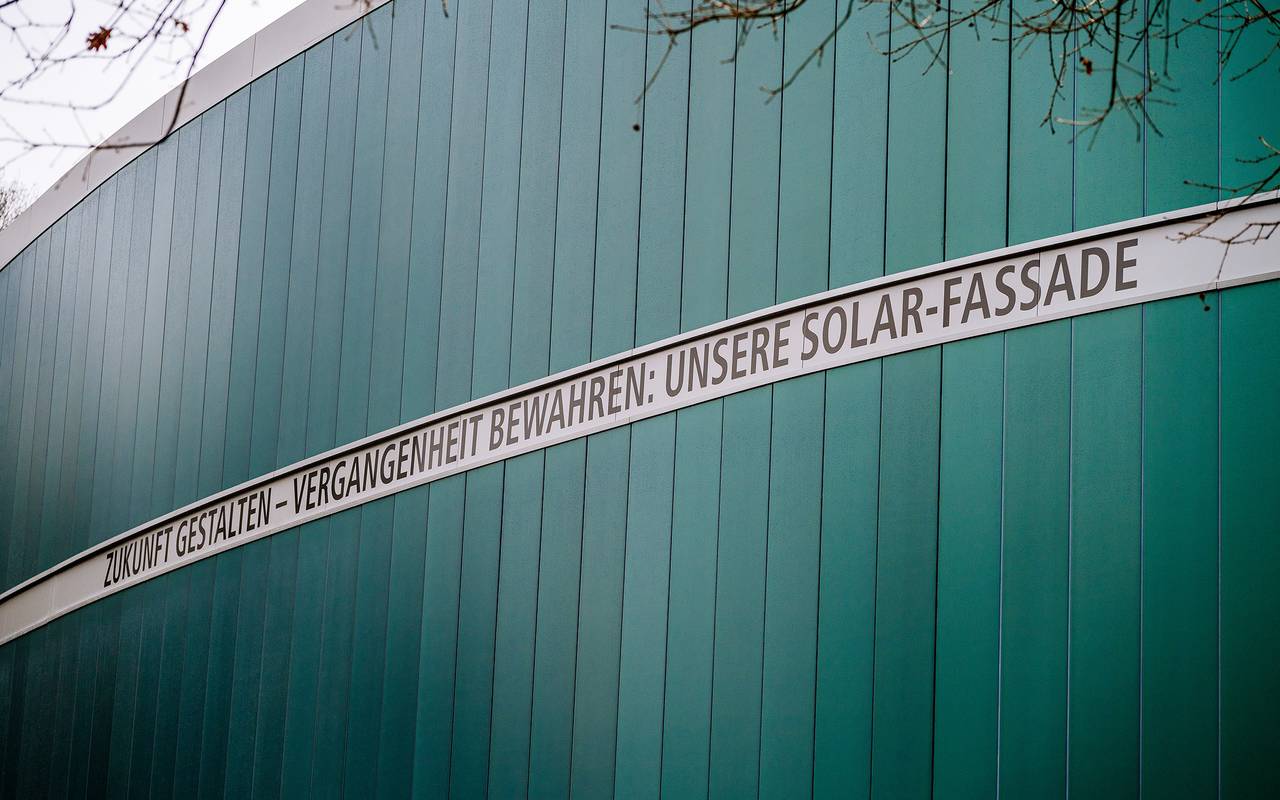 ZUKUNFT GESTALTEN – VERGANGENHEIT BEWAHREN: UNSERE SOLAR-FASSADE